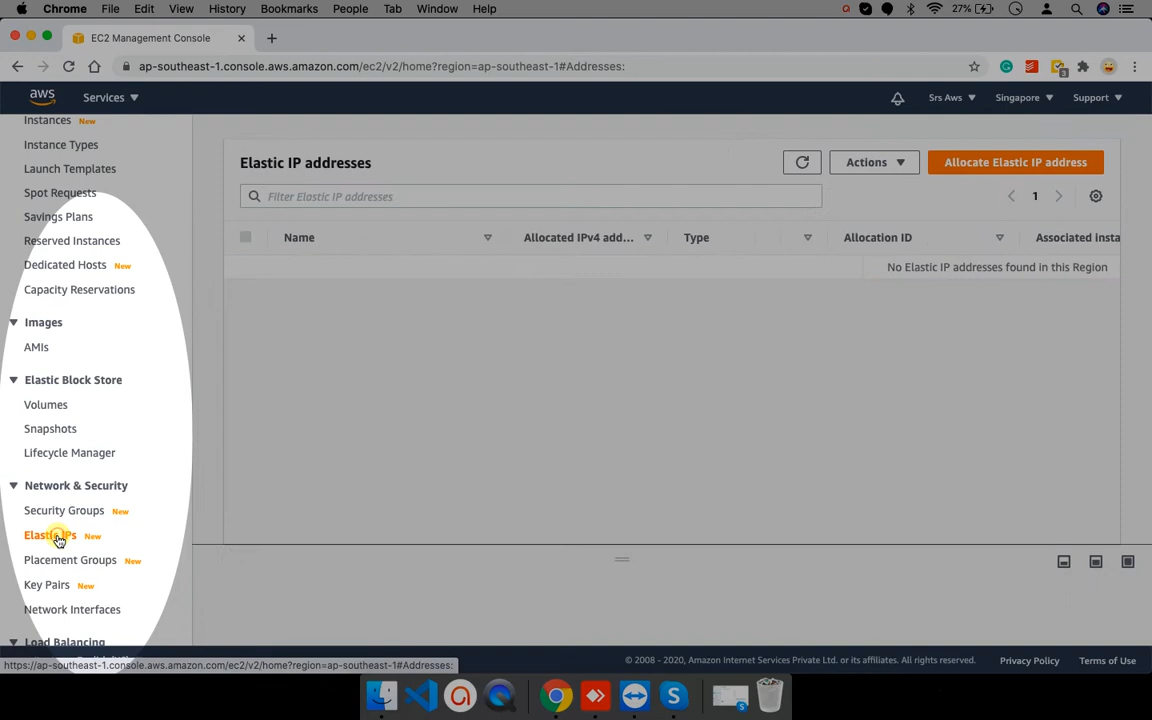 Chrome File Edit View History Bookmarks People Tab Window Help 27%
EC2 Management Console
ap-southeast-1.console.aws.amazon.com/ec2/v2/home?region=ap-southeast-1#Addresses:
3
aws Services Srs Aws Singapore Support
Instances New
Instance Types
Launch Templates
Spot Requests
Savings Plans
Reserved Instances
Dedicated Hosts New
Capacity Reservations
Images
AMIs
Elastic Block Store
Volumes
Snapshots
Lifecycle Manager
Network & Security
Security Groups New
Elastic IPs New
Placement Groups New
Key Pairs New
Network Interfaces
Load Balancing
Elastic IP addresses
Actions
Allocate Elastic IP address
Filter Elastic IP addresses
1
Name Allocated IPv4 add... Type Allocation ID Associated insta
No Elastic IP addresses found in this Region
https://ap-southeast-1.console.aws.amazon.com/ec2/v2/home?region=ap-southeast-1#Addresses:
© 2008 - 2020, Amazon Internet Services Private Ltd. or its affiliates. All rights reserved. Privacy Policy Terms of Use